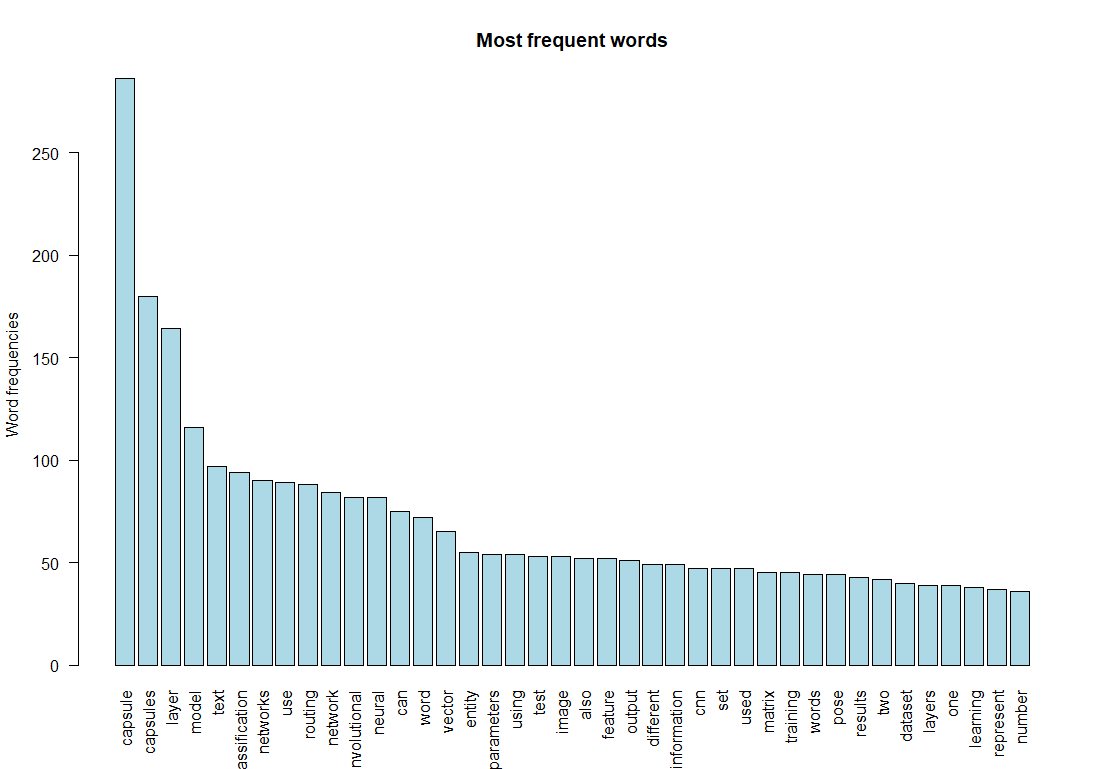 Most frequent words
Word frequencies
250
200
150
100
50
0
capsule
capsules
layer
model
text
assification
networks
use
routing
network
nvolutional
neural
can
word
vector
entity
parameters
using
test
image
also
feature
output
different
information
cnn
set
used
matrix
training
words
pose
results
two
dataset
layers
one
learning
represent
number